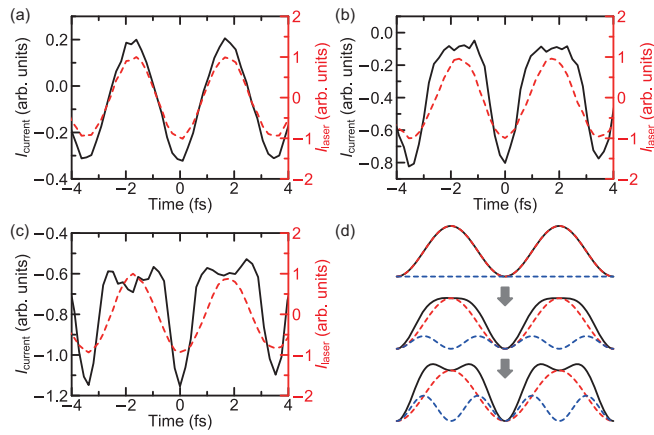 (a)
0.2
0.0
−0.2
−0.4
I_current (arb. units)
2
1
0
−1
−2
I_laser (arb. units)
−4 −2 0 2 4
Time (fs)
(b)
0.0
−0.2
−0.4
−0.6
−0.8
I_current (arb. units)
2
1
0
−1
−2
I_laser (arb. units)
−4 −2 0 2 4
Time (fs)
(c)
−0.4
−0.6
−0.8
−1.0
−1.2
I_current (arb. units)
2
1
0
−1
−2
I_laser (arb. units)
−4 −2 0 2 4
Time (fs)
(d)